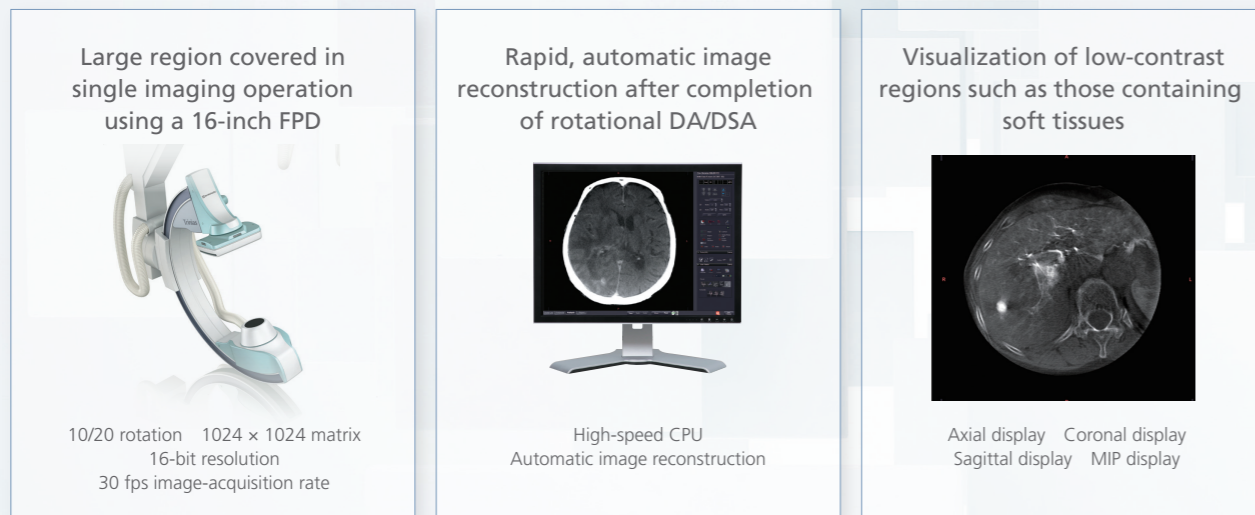 Large region covered in
single imaging operation
using a 16-inch FPD
10/20 rotation 1024 × 1024 matrix
16-bit resolution
30 fps image-acquisition rate
Rapid, automatic image
reconstruction after completion
of rotational DA/DSA
High-speed CPU
Automatic image reconstruction
Visualization of low-contrast
regions such as those containing
soft tissues
R
L
Axial display Coronal display
Sagittal display MIP display